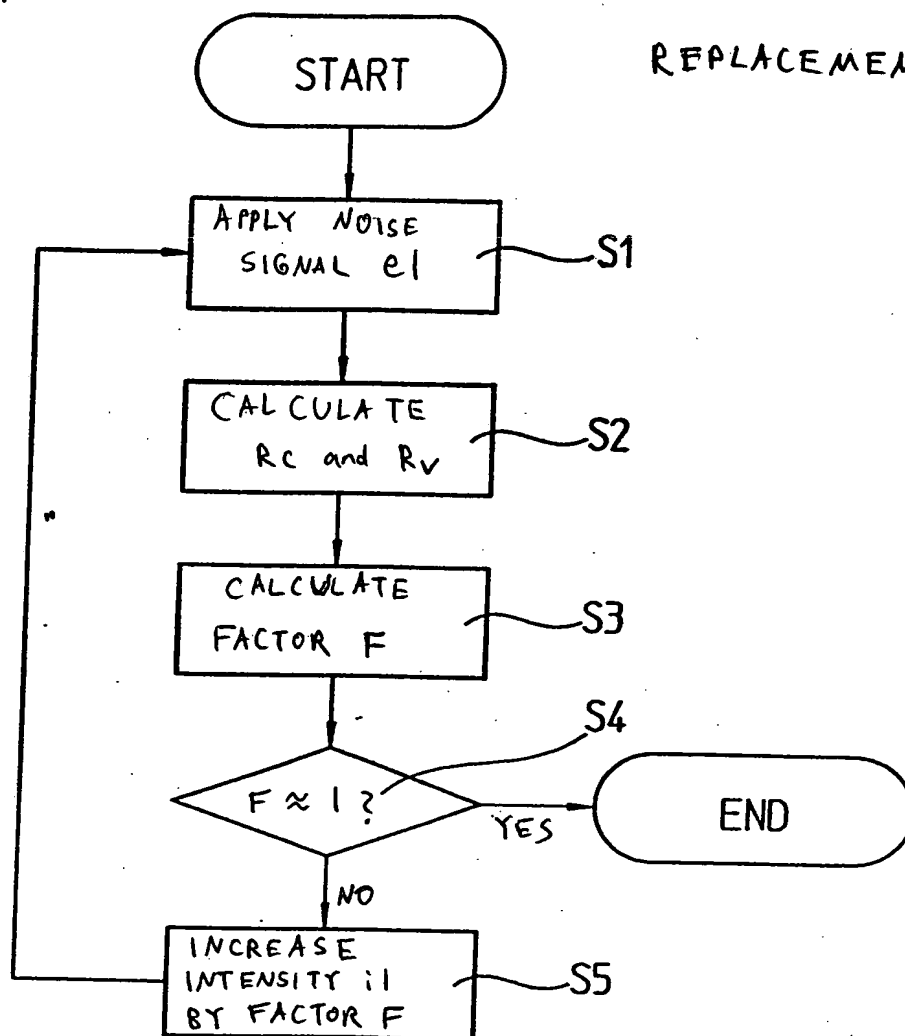 START
REPLACEMEN
APPLY NOISE
SIGNAL e1
S1
CALCULATE
Rc and Rv
S2
CALCULATE
FACTOR F
S3
S4
F ≈ 1 ?
YES
END
NO
INCREASE
INTENSITY i1
BY FACTOR F
S5